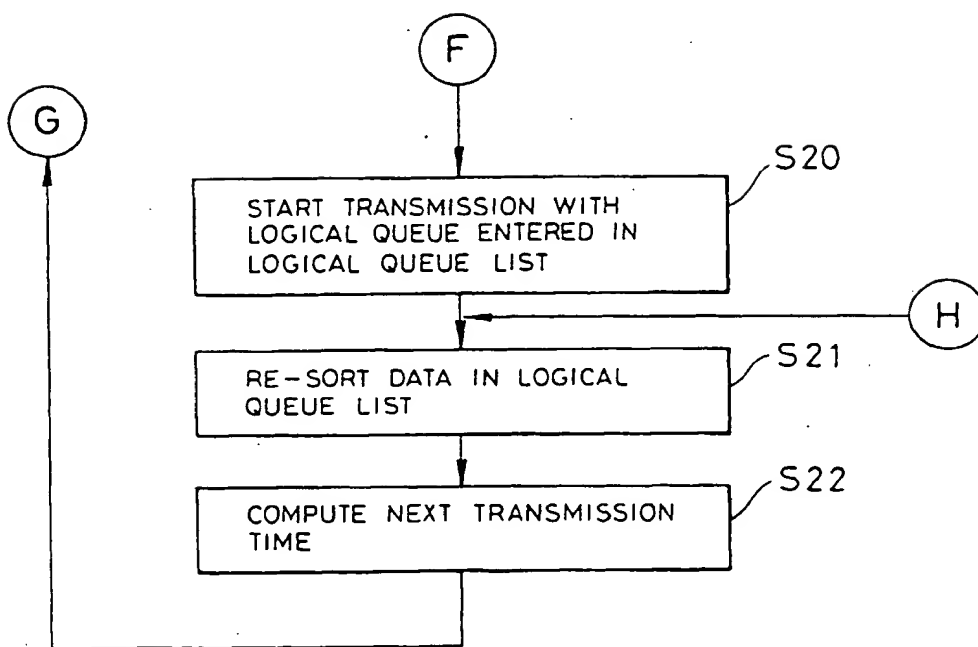 F
G
S20
START TRANSMISSION WITH
LOGICAL QUEUE ENTERED IN
LOGICAL QUEUE LIST
H
S21
RE-SORT DATA IN LOGICAL
QUEUE LIST
S22
COMPUTE NEXT TRANSMISSION
TIME